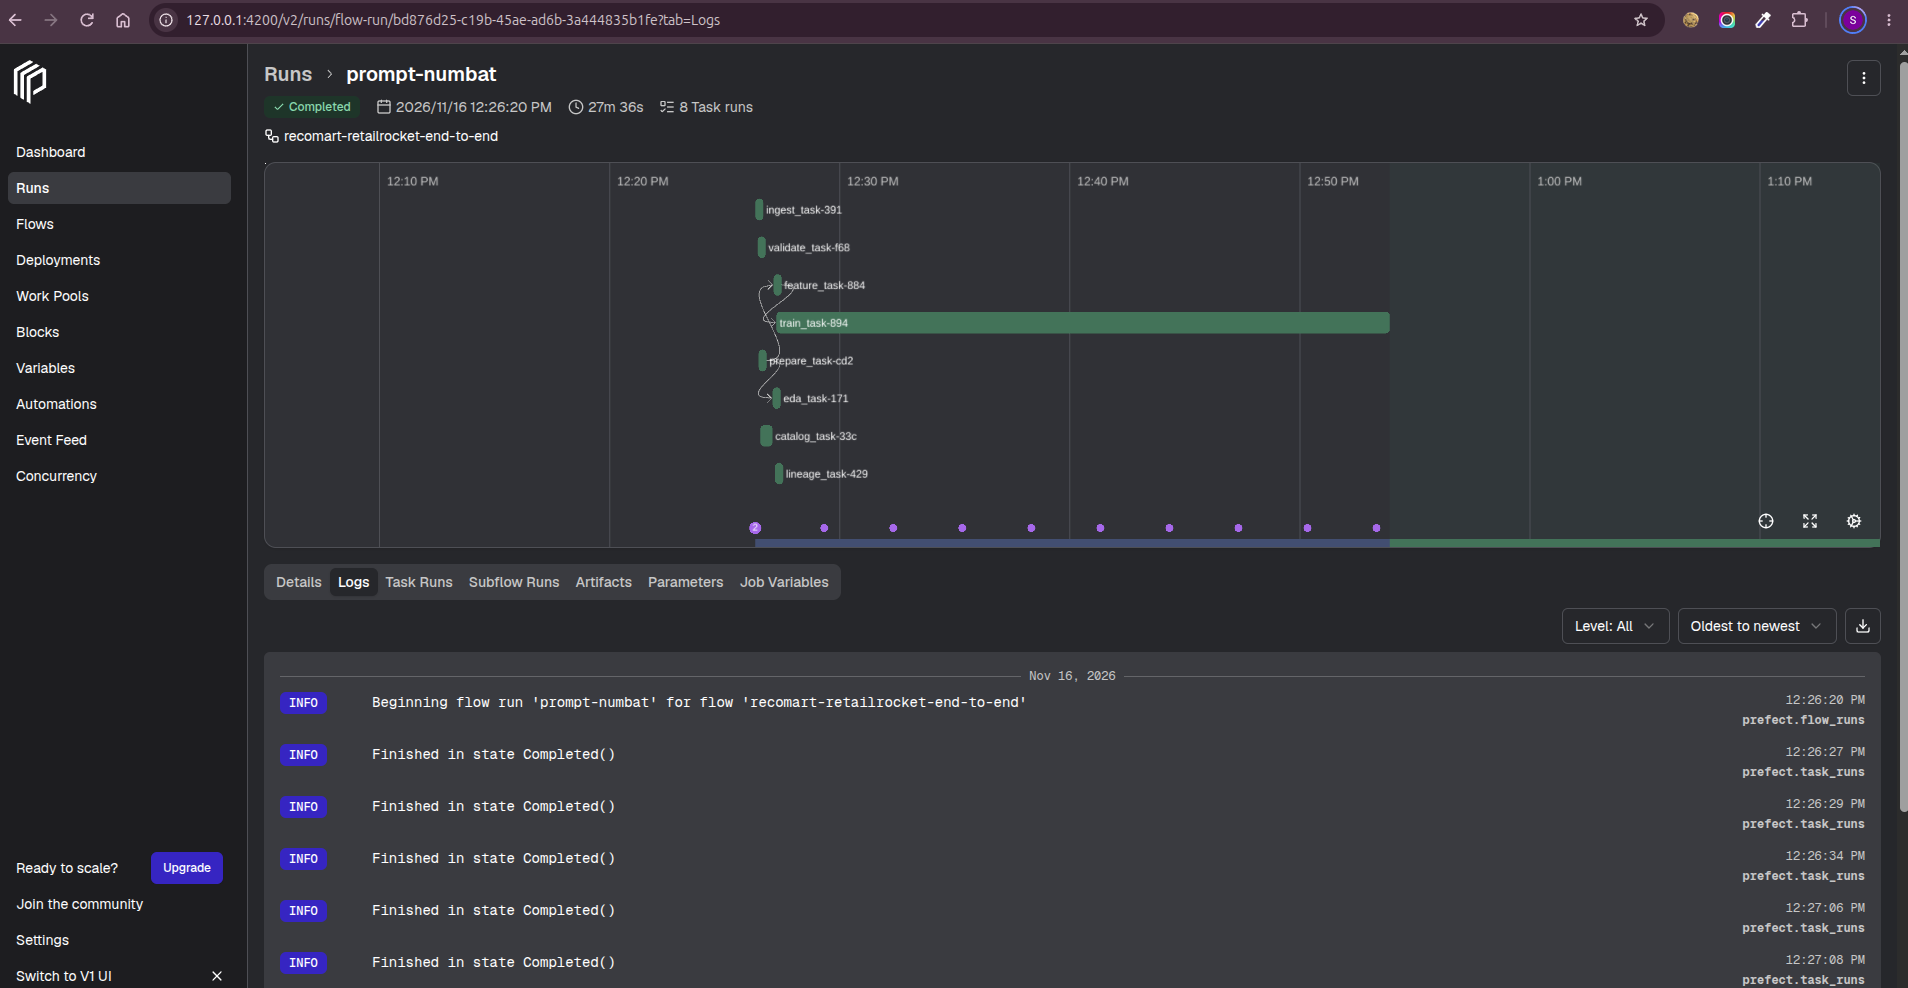 127.0.0.1:4200/v2/runs/flow-run/bd876d25-c19b-45ae-ad6b-3a444835b1fe?tab=Logs
S
Runs › prompt-numbat
Completed 2026/11/16 12:26:20 PM 27m 36s 8 Task runs
recomart-retailrocket-end-to-end
Dashboard
Runs
Flows
Deployments
Work Pools
Blocks
Variables
Automations
Event Feed
Concurrency
12:10 PM 12:20 PM 12:30 PM 12:40 PM 12:50 PM 1:00 PM 1:10 PM
ingest_task-391
validate_task-f68
feature_task-884
train_task-894
prepare_task-cd2
eda_task-171
catalog_task-33c
lineage_task-429
2
Details Logs Task Runs Subflow Runs Artifacts Parameters Job Variables
Level: All Oldest to newest
Nov 16, 2026
INFO Beginning flow run 'prompt-numbat' for flow 'recomart-retailrocket-end-to-end' 12:26:20 PM
prefect.flow_runs
INFO Finished in state Completed() 12:26:27 PM
prefect.task_runs
INFO Finished in state Completed() 12:26:29 PM
prefect.task_runs
INFO Finished in state Completed() 12:26:34 PM
prefect.task_runs
INFO Finished in state Completed() 12:27:06 PM
prefect.task_runs
INFO Finished in state Completed() 12:27:08 PM
prefect.task_runs
Ready to scale? Upgrade
Join the community
Settings
Switch to V1 UI